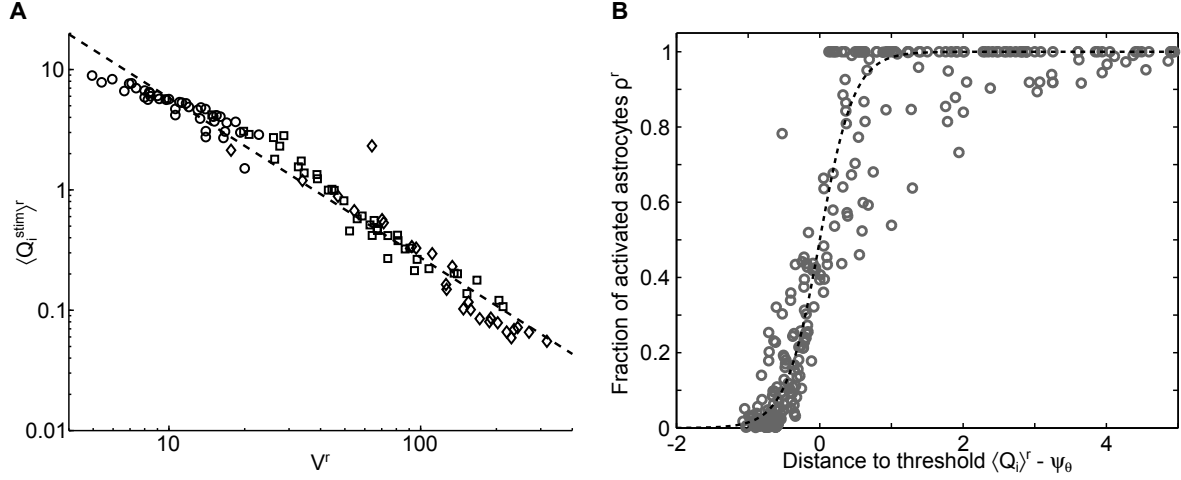 A
B
10
1
0.1
0.01
10
100
⟨Q_i^stim⟩^r
V^r
1
0.8
0.6
0.4
0.2
0
-2
0
2
4
Fraction of activated astrocytes ρ^r
Distance to threshold ⟨Q_i⟩^r - ψ_θ